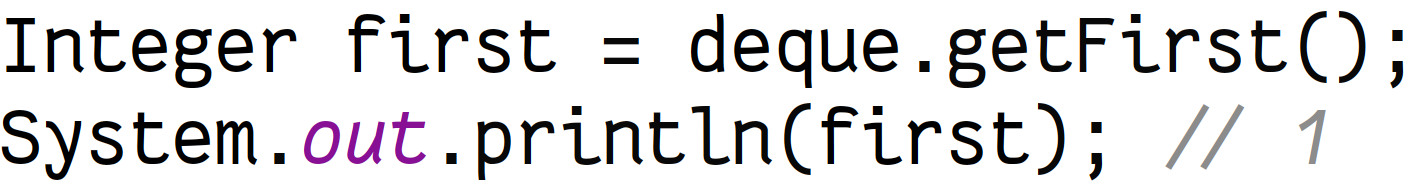 Integer first = deque.getFirst();
System.out.println(first); // 1